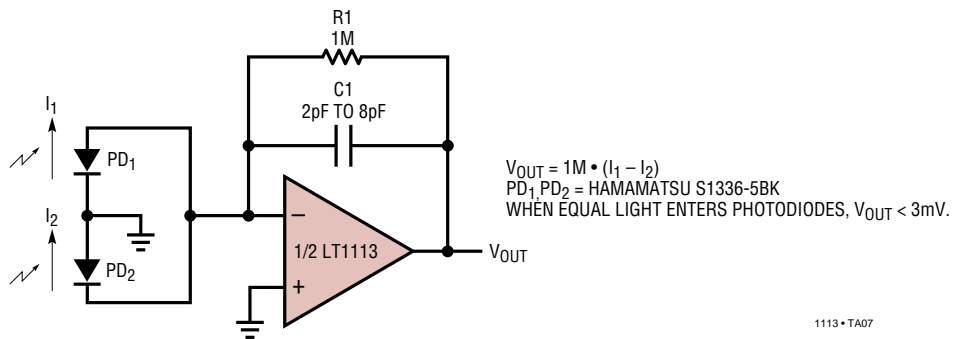 R1
1M
C1
2pF TO 8pF
I1
PD1
I2
PD2
–
+
1/2 LT1113
VOUT
VOUT = 1M • (I1 – I2)
PD1,PD2 = HAMAMATSU S1336-5BK
WHEN EQUAL LIGHT ENTERS PHOTODIODES, VOUT < 3mV.
1113 • TA07